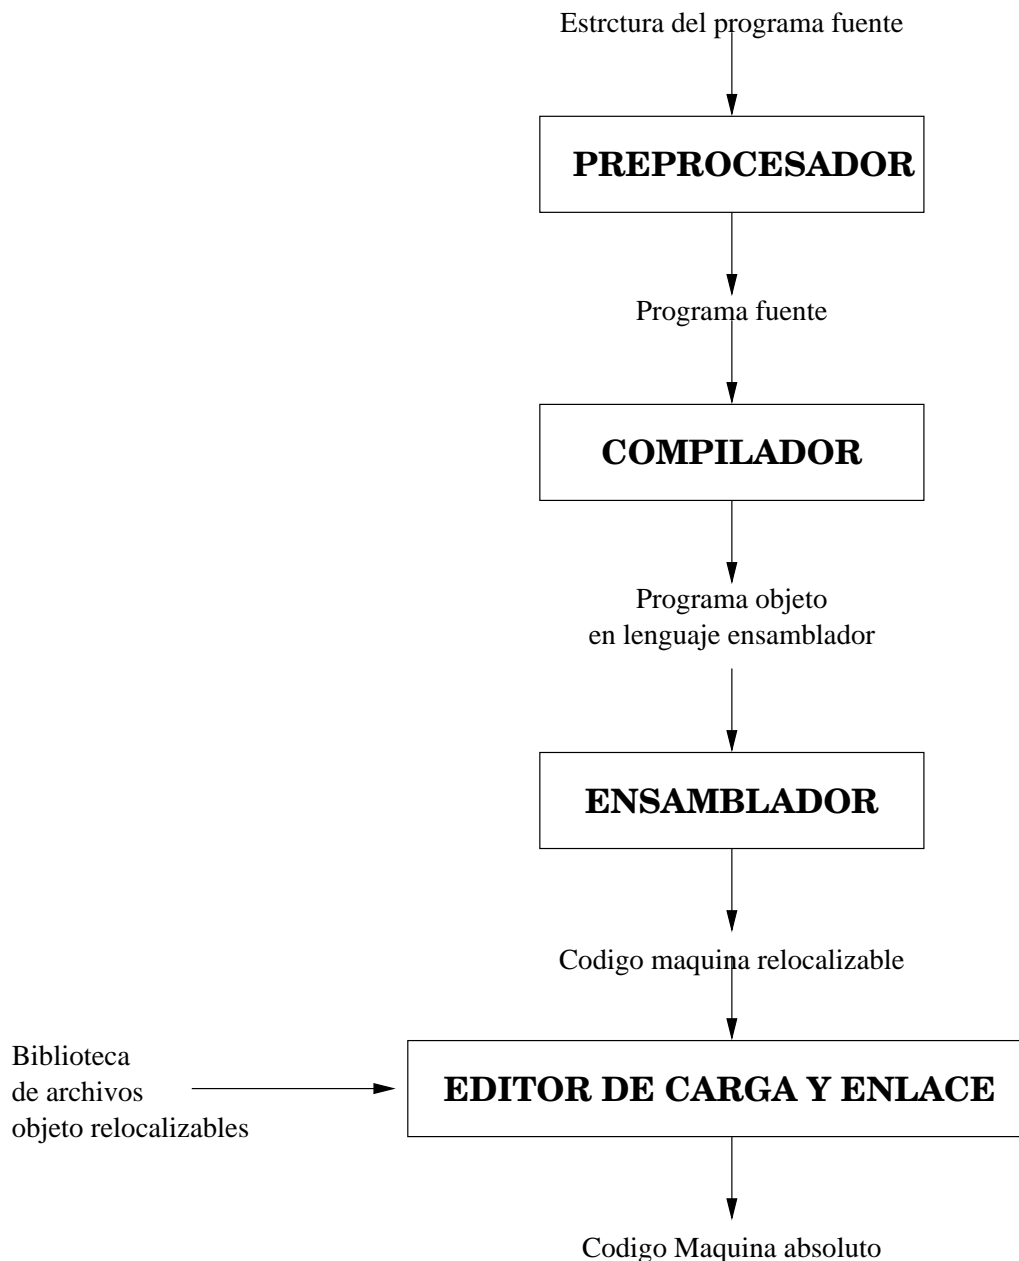 Estrctura del programa fuente
PREPROCESADOR
Programa fuente
COMPILADOR
Programa objeto
en lenguaje ensamblador
ENSAMBLADOR
Codigo maquina relocalizable
Biblioteca
de archivos
objeto relocalizables
EDITOR DE CARGA Y ENLACE
Codigo Maquina absoluto